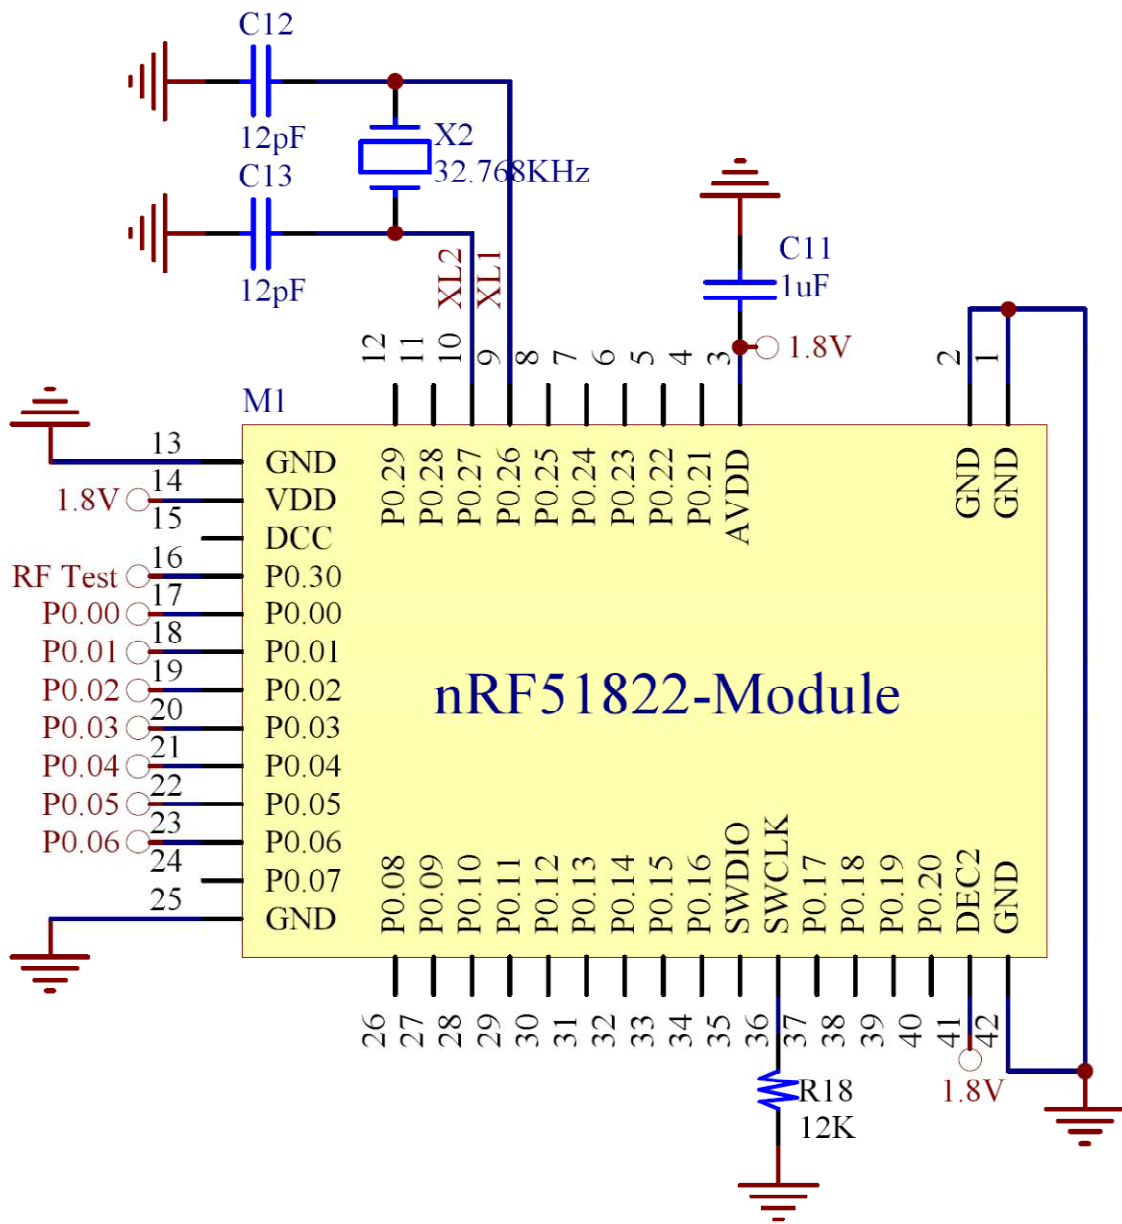 C12
12pF
X2
32.768KHz
C13
12pF
XL2
XL1
C11
1uF
1.8V
12
11
10
9
8
7
6
5
4
3
2
1
M1
P0.29
P0.28
P0.27
P0.26
P0.25
P0.24
P0.23
P0.22
P0.21
AVDD
GND
GND
13 GND
1.8V 14 VDD
15 DCC
RF Test 16 P0.30
P0.00 17 P0.00
P0.01 18 P0.01
P0.02 19 P0.02
P0.03 20 P0.03
P0.04 21 P0.04
P0.05 22 P0.05
P0.06 23 P0.06
24 P0.07
25 GND
nRF51822-Module
P0.08
P0.09
P0.10
P0.11
P0.12
P0.13
P0.14
P0.15
P0.16
SWDIO
SWCLK
P0.17
P0.18
P0.19
P0.20
DEC2
GND
26
27
28
29
30
31
32
33
34
35
36
37
38
39
40
41
42
1.8V
R18
12K